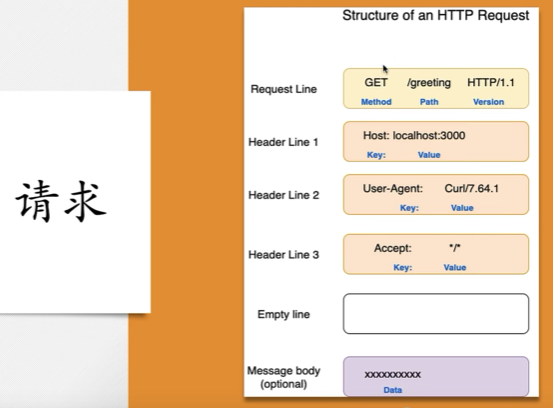 请求
Structure of an HTTP Request
Request Line
GET /greeting HTTP/1.1
Method Path Version
Header Line 1
Host: localhost:3000
Key: Value
Header Line 2
User-Agent: Curl/7.64.1
Key: Value
Header Line 3
Accept: */*
Key: Value
Empty line
Message body
(optional)
xxxxxxxxxx
Data